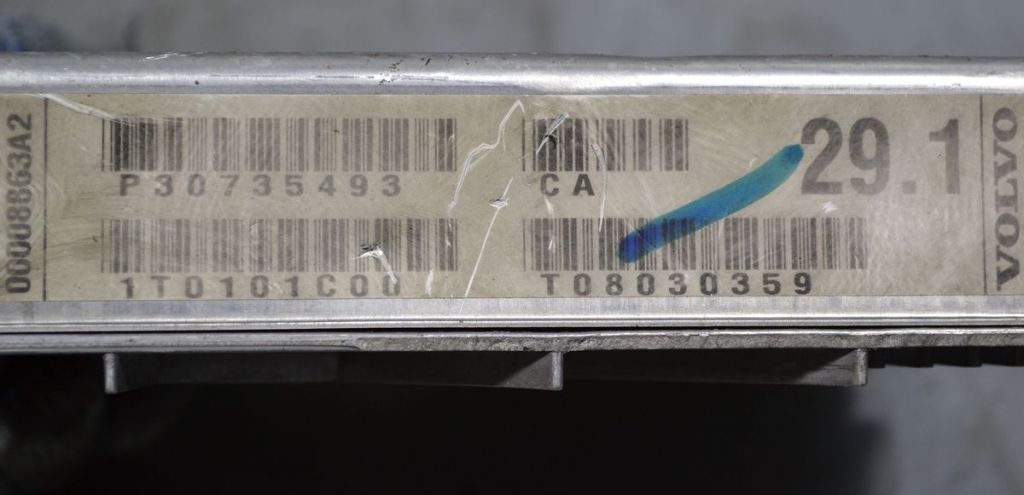 00008863A2
P30735493
CA
29.1
1T0101C00
T08030359
VOLVO